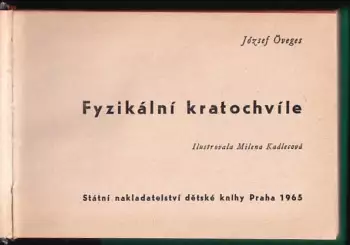 József Öveges
Fyzikální kratochvíle
Ilustrovala Milena Kadlecová
Státní nakladatelství dětské knihy Praha 1965